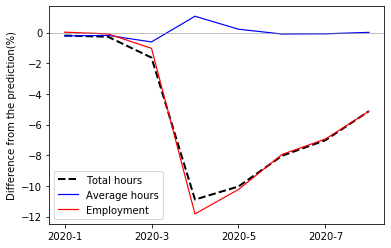 Difference from the prediction(%)
0
−2
−4
−6
−8
−10
−12
Total hours
Average hours
Employment
2020-1 2020-3 2020-5 2020-7